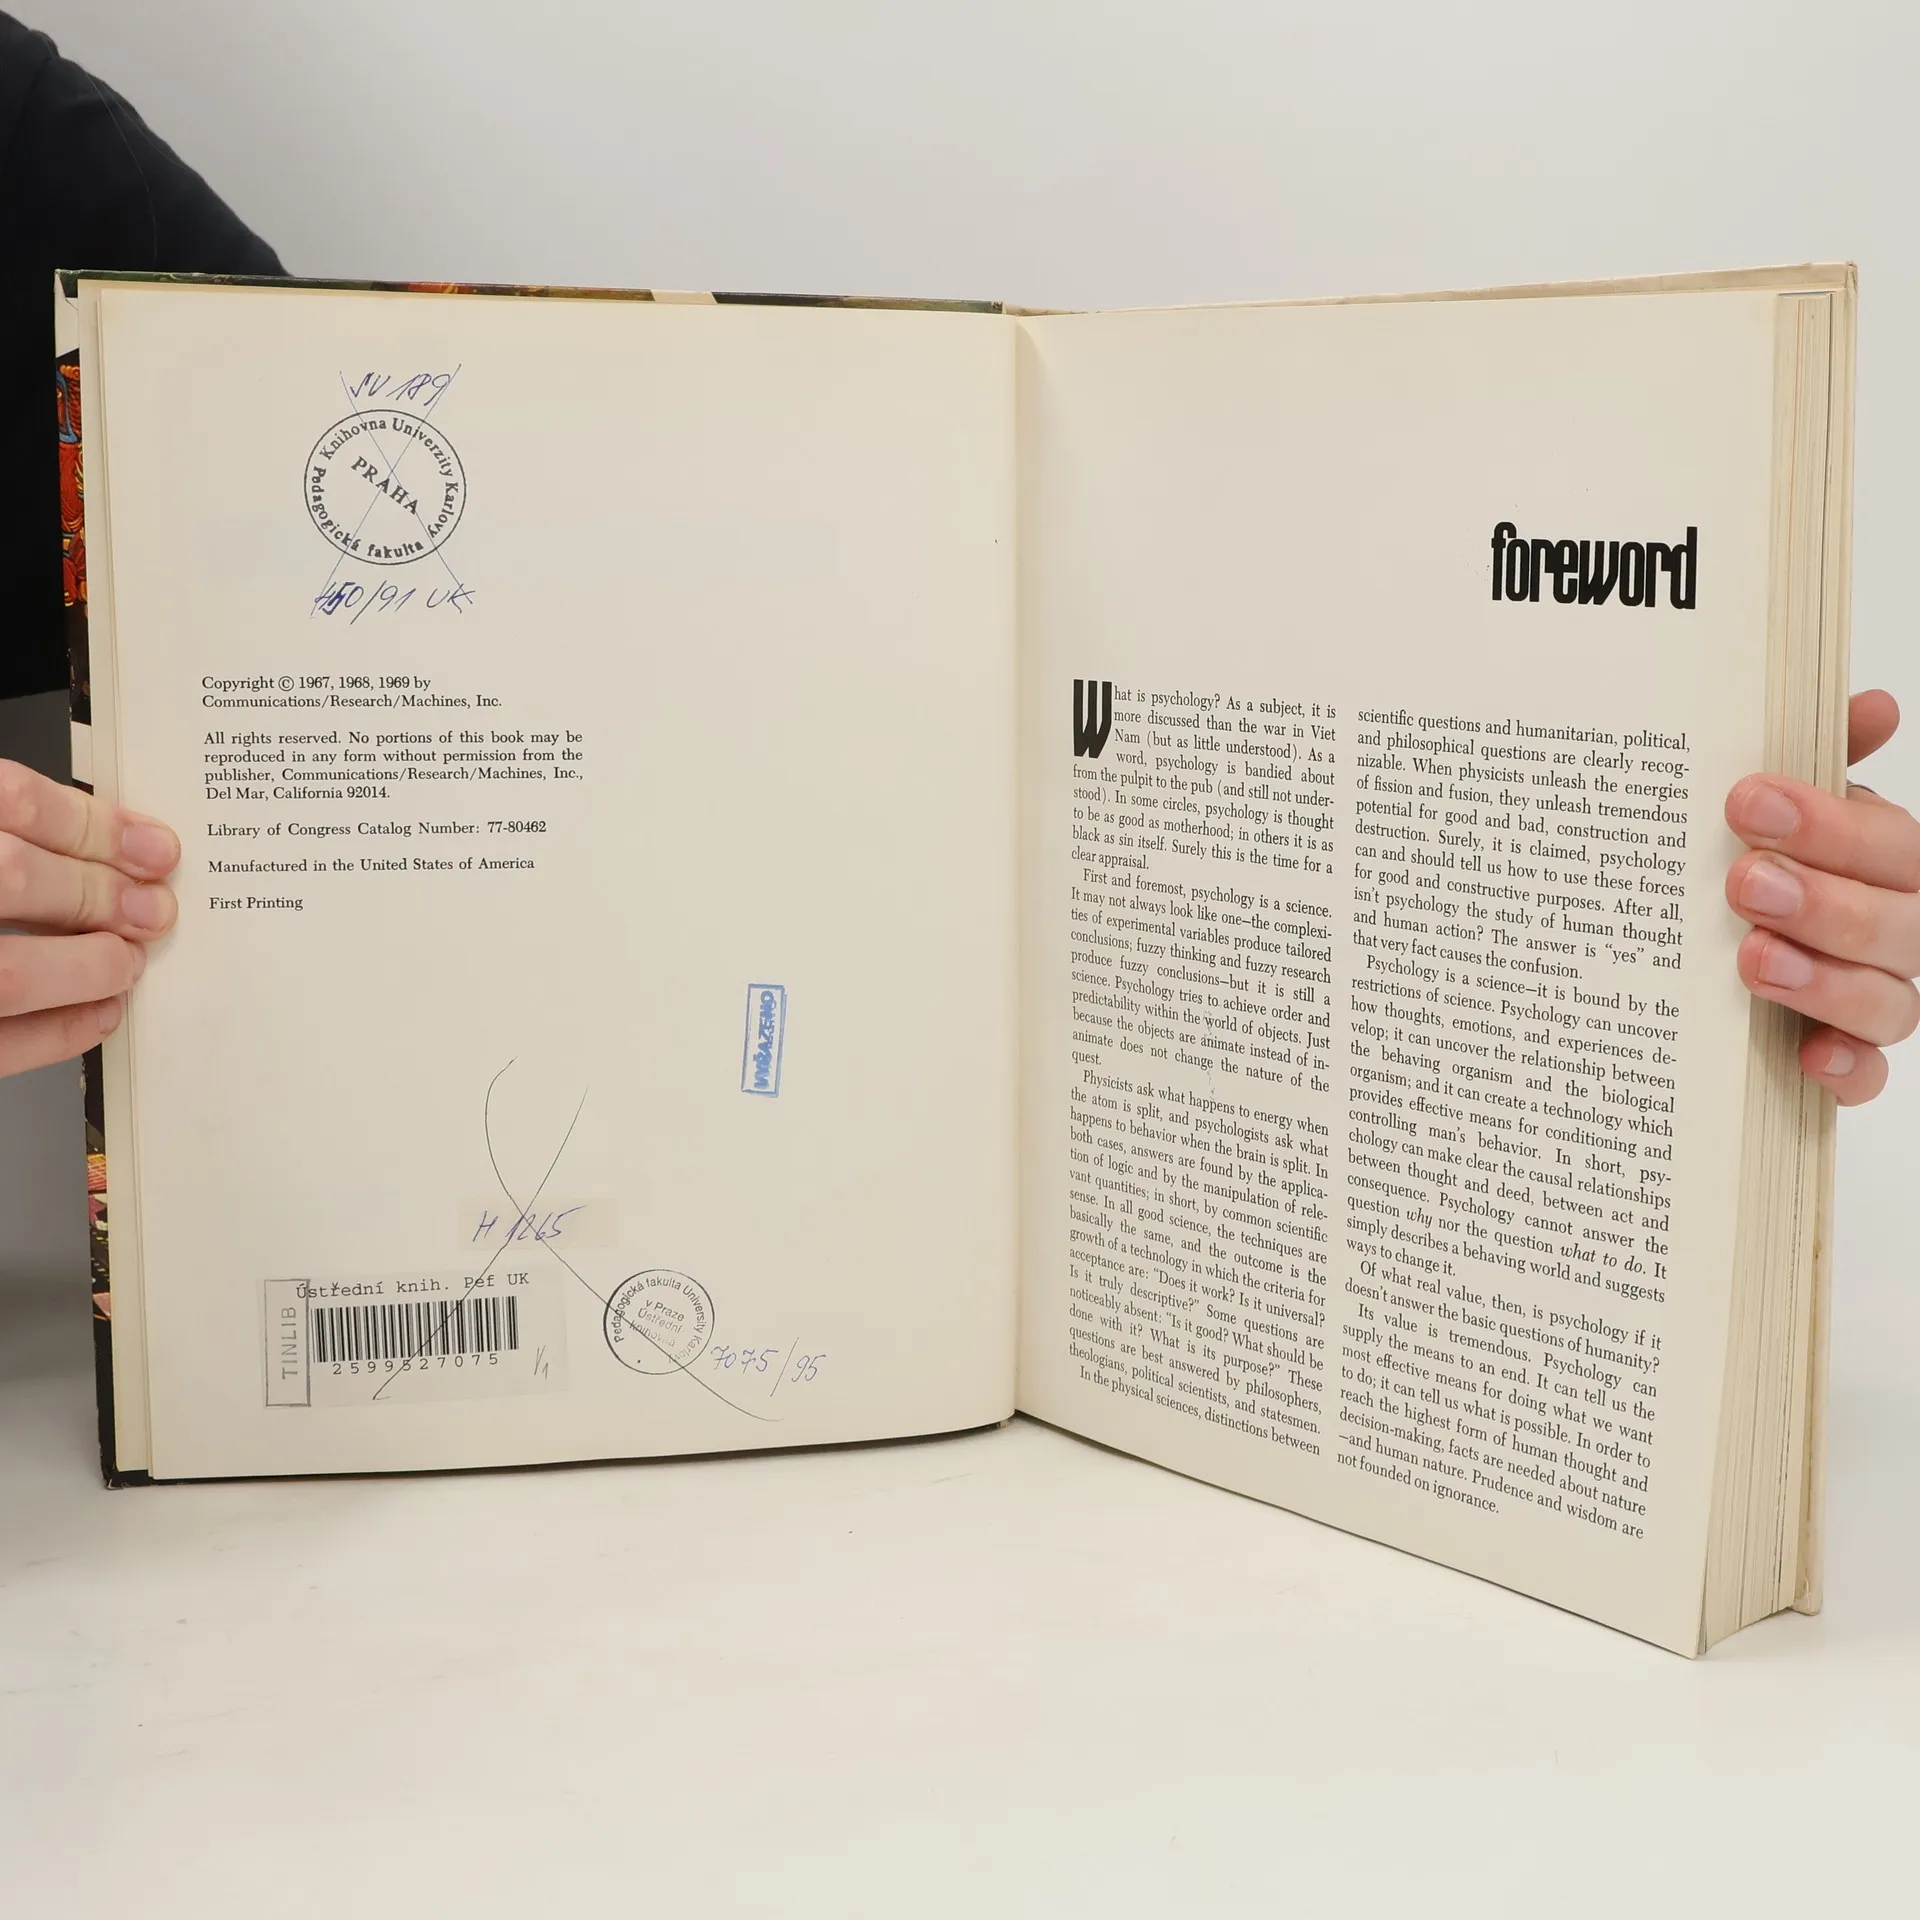 SV 189
Knihovna Univerzity Karlovy
PRAHA
Pedagogická fakulta
450/91 UK
Copyright © 1967, 1968, 1969 by
Communications/Research/Machines, Inc.
All rights reserved. No portions of this book may be
reproduced in any form without permission from the
publisher, Communications/Research/Machines, Inc.,
Del Mar, California 92014.
Library of Congress Catalog Number: 77-80462
Manufactured in the United States of America
First Printing
VYŘAZENO
H 1265
Ústřední knih. Pef UK
TINLIB
2599527075
1/1
Pedagogická fakulta Univerzity Karlovy
v Praze
Ústřední
knihovna
7075/95
foreword
What is psychology? As a subject, it is
more discussed than the war in Viet
Nam (but as little understood). As a
word, psychology is bandied about
from the pulpit to the pub (and still not under-
stood). In some circles, psychology is thought
to be as good as motherhood; in others it is as
black as sin itself. Surely this is the time for a
clear appraisal.
First and foremost, psychology is a science.
It may not always look like one—the complexi-
ties of experimental variables produce tailored
conclusions; fuzzy thinking and fuzzy research
produce fuzzy conclusions—but it is still a
science. Psychology tries to achieve order and
predictability within the world of objects. Just
because the objects are animate instead of in-
animate does not change the nature of the
quest.
Physicists ask what happens to energy when
the atom is split, and psychologists ask what
happens to behavior when the brain is split. In
both cases, answers are found by the applica-
tion of logic and by the manipulation of rele-
vant quantities; in short, by common scientific
sense. In all good science, the techniques are
basically the same, and the outcome is the
growth of a technology in which the criteria for
acceptance are: “Does it work? Is it universal?
Is it truly descriptive?” Some questions are
noticeably absent: “Is it good? What should be
done with it? What is its purpose?” These
questions are best answered by philosophers,
theologians, political scientists, and statesmen.
In the physical sciences, distinctions between
scientific questions and humanitarian, political,
and philosophical questions are clearly recog-
nizable. When physicists unleash the energies
of fission and fusion, they unleash tremendous
potential for good and bad, construction and
destruction. Surely, it is claimed, psychology
can and should tell us how to use these forces
for good and constructive purposes. After all,
isn’t psychology the study of human thought
and human action? The answer is “yes” and
that very fact causes the confusion.
Psychology is a science—it is bound by the
restrictions of science. Psychology can uncover
how thoughts, emotions, and experiences de-
velop; it can uncover the relationship between
the behaving organism and the biological
organism; and it can create a technology which
provides effective means for conditioning and
controlling man’s behavior. In short, psy-
chology can make clear the causal relationships
between thought and deed, between act and
consequence. Psychology cannot answer the
question why nor the question what to do. It
simply describes a behaving world and suggests
ways to change it.
Of what real value, then, is psychology if it
doesn’t answer the basic questions of humanity?
Its value is tremendous. Psychology can
supply the means to an end. It can tell us the
most effective means for doing what we want
to do; it can tell us what is possible. In order to
reach the highest form of human thought and
decision-making, facts are needed about nature
—and human nature. Prudence and wisdom are
not founded on ignorance.